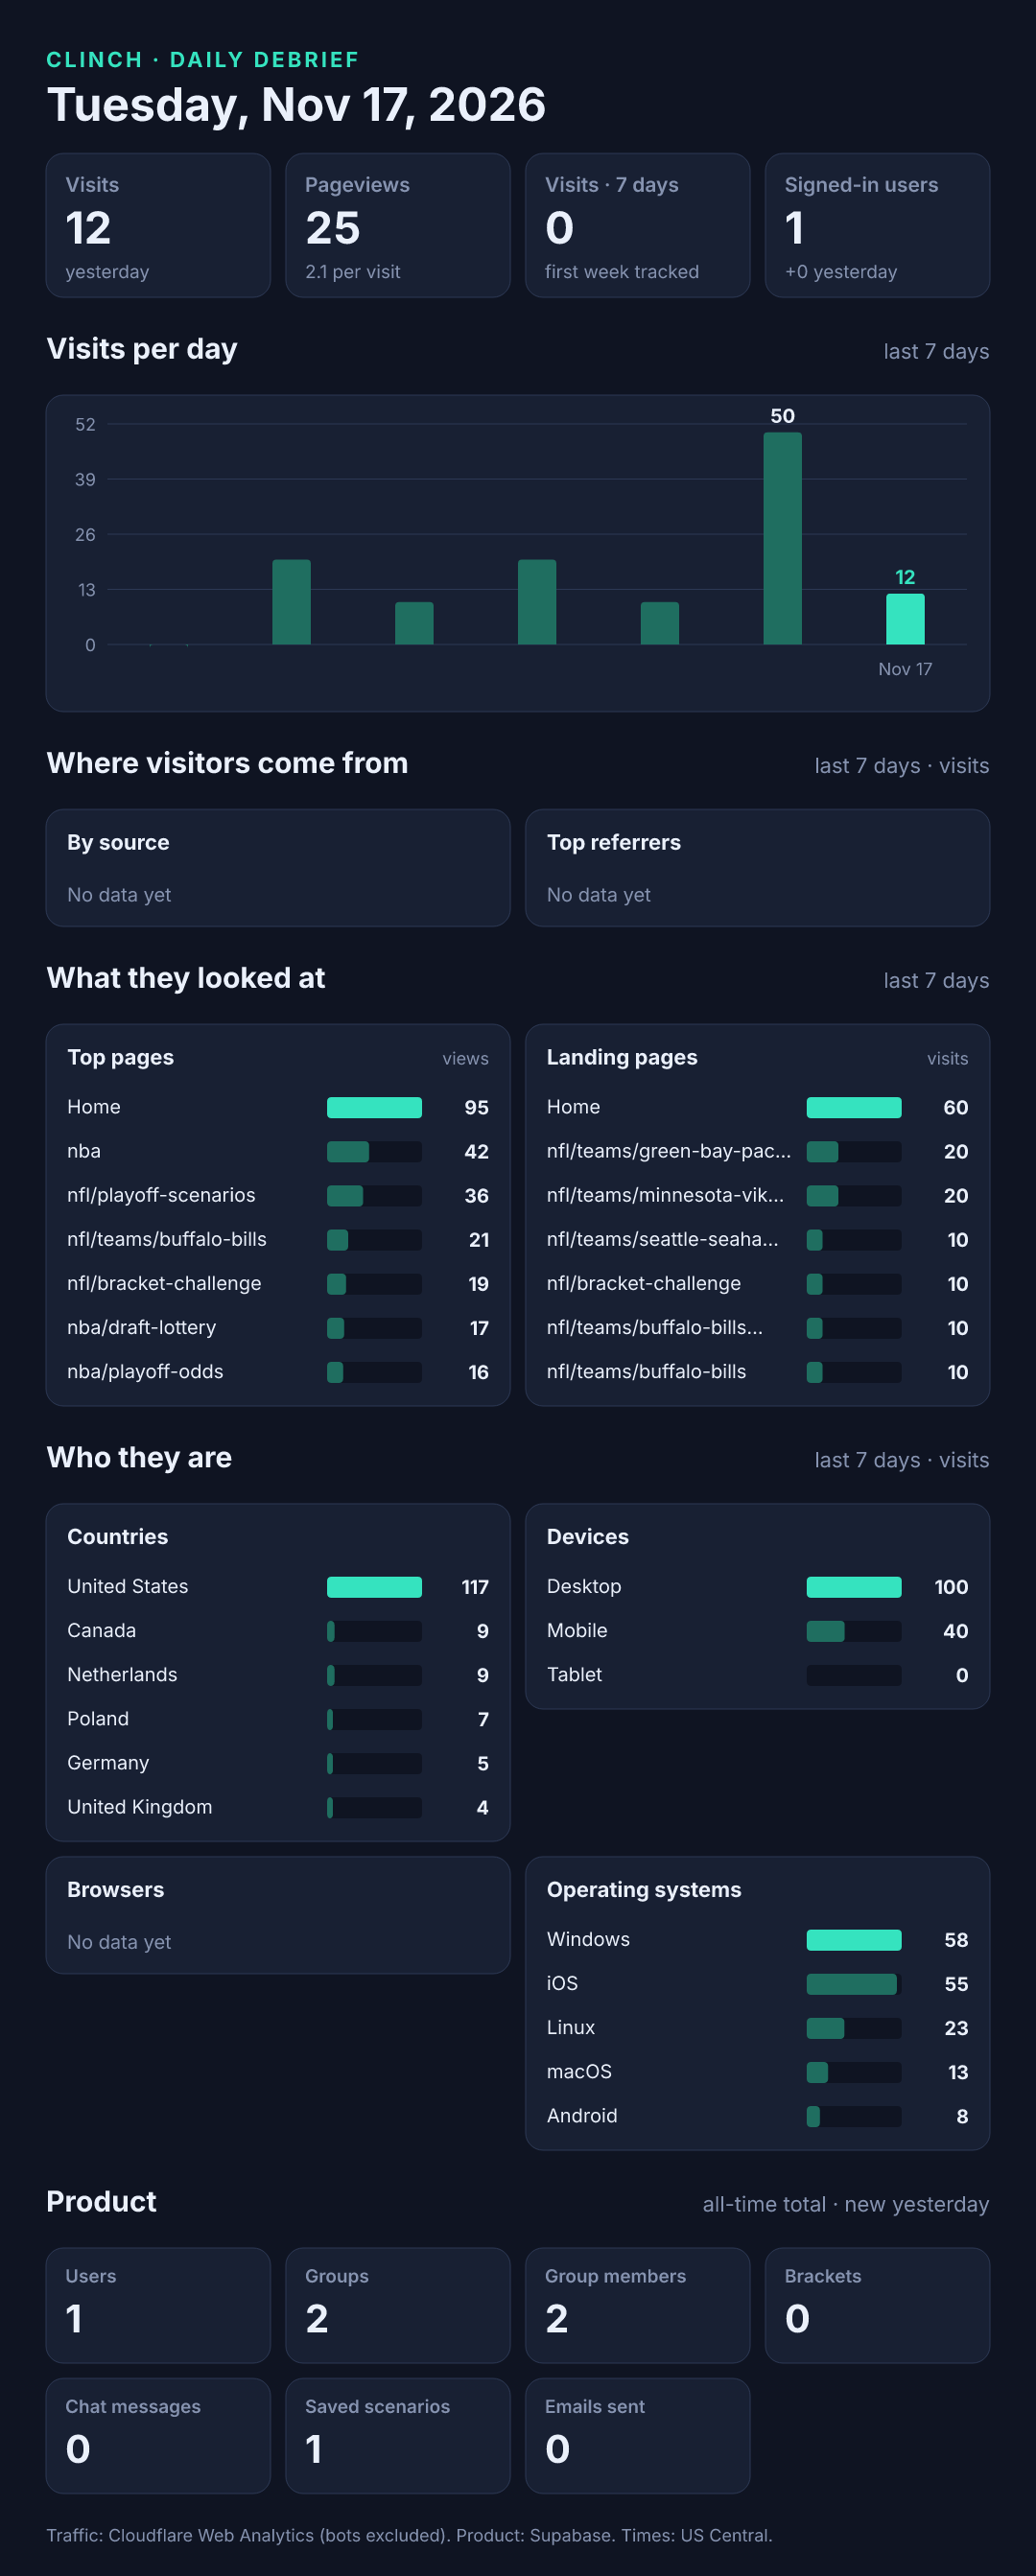 CLINCH · DAILY DEBRIEF
Tuesday, Nov 17, 2026
Visits
12
yesterday
Pageviews
25
2.1 per visit
Visits · 7 days
0
first week tracked
Signed-in users
1
+0 yesterday
Visits per day
last 7 days
52
39
26
13
0
50
12
Nov 17
Where visitors come from
last 7 days · visits
By source
No data yet
Top referrers
No data yet
What they looked at
last 7 days
Top pages views
Home 95
nba 42
nfl/playoff-scenarios 36
nfl/teams/buffalo-bills 21
nfl/bracket-challenge 19
nba/draft-lottery 17
nba/playoff-odds 16
Landing pages visits
Home 60
nfl/teams/green-bay-pac... 20
nfl/teams/minnesota-vik... 20
nfl/teams/seattle-seaha... 10
nfl/bracket-challenge 10
nfl/teams/buffalo-bills... 10
nfl/teams/buffalo-bills 10
Who they are
last 7 days · visits
Countries
United States 117
Canada 9
Netherlands 9
Poland 7
Germany 5
United Kingdom 4
Devices
Desktop 100
Mobile 40
Tablet 0
Browsers
No data yet
Operating systems
Windows 58
iOS 55
Linux 23
macOS 13
Android 8
Product
all-time total · new yesterday
Users
1
Groups
2
Group members
2
Brackets
0
Chat messages
0
Saved scenarios
1
Emails sent
0
Traffic: Cloudflare Web Analytics (bots excluded). Product: Supabase. Times: US Central.